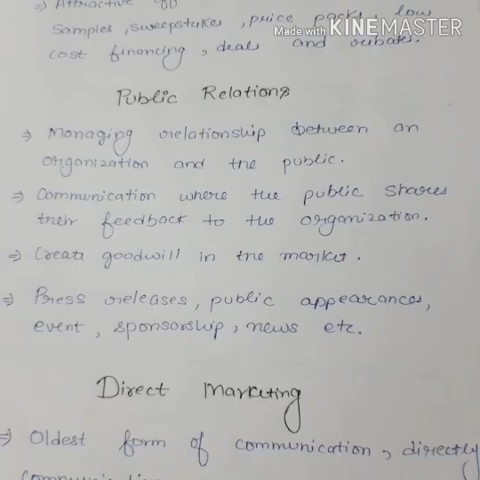 ⇒ Attractive
Samples, sweepstakes, price packs, low
Made with KINEMASTER
cost financing, deals and rebates.
Public Relations
⇒ Managing relationship between an
organization and the public.
⇒ Communication where the public shares
their feedback to the organization.
⇒ Create goodwill in the market.
⇒ Press releases, public appearances,
event, sponsorship, news etc.
Direct Marketing
⇒ Oldest form of communication, directly